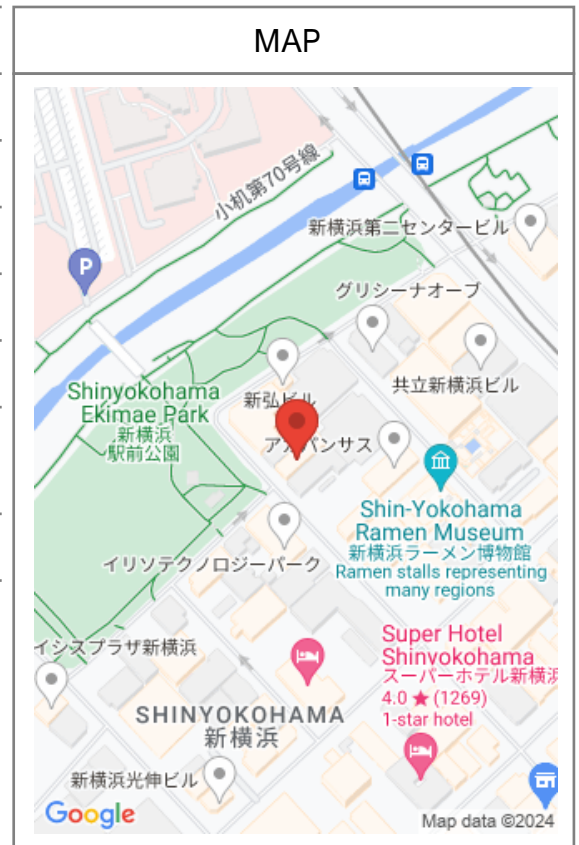 MAP
小机第70号線
新横浜第二センタービル
P
グリシーナオーブ
共立新横浜ビル
Shinyokohama
Ekimae Park
新横浜
駅前公園
新弘ビル
アルバンサス
Shin-Yokohama
Ramen Museum
新横浜ラーメン博物館
Ramen stalls representing
many regions
イリソテクノロジーパーク
Super Hotel
Shinyokohama
スーパーホテル新横浜
4.0 ★ (1269)
1-star hotel
イシスプラザ新横浜
SHINYOKOHAMA
新横浜
新横浜光伸ビル
Google
Map data ©2024